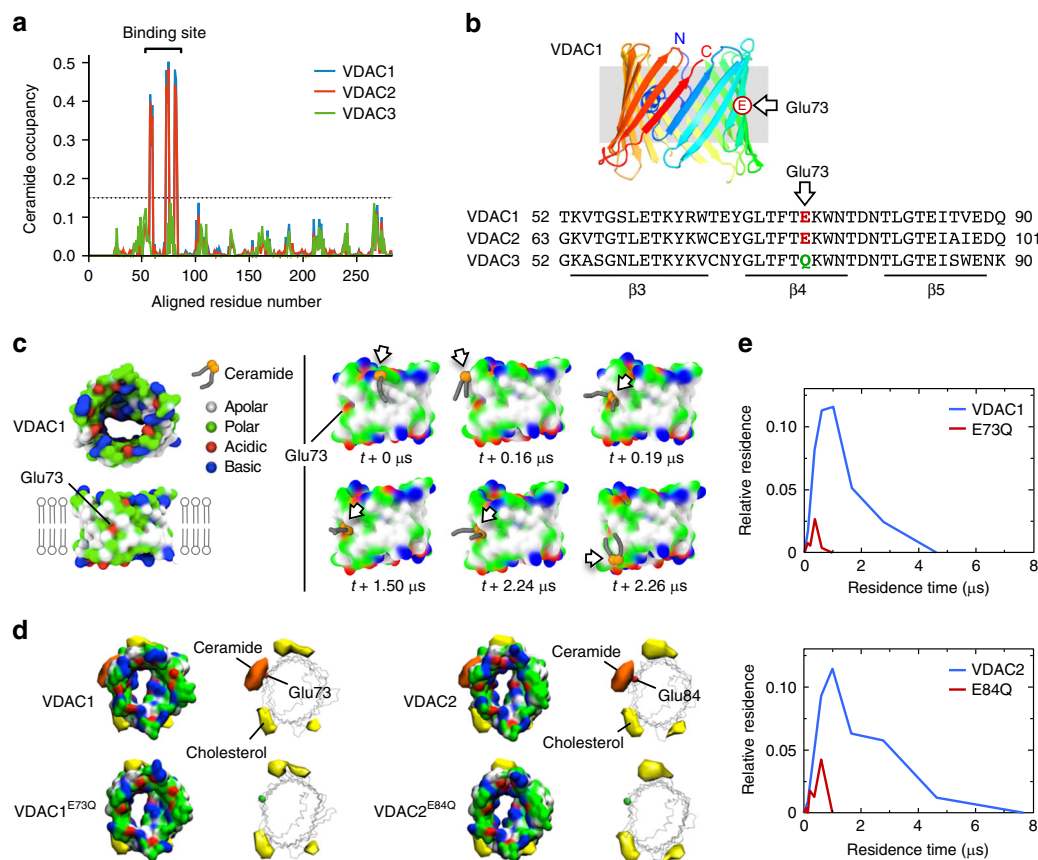 a
Binding site
VDAC1
VDAC2
VDAC3
Ceramide occupancy
0.5
0.4
0.3
0.2
0.1
0.0
0 50 100 150 200 250
Aligned residue number
b
VDAC1
N
C
E
Glu73
Glu73
VDAC1 52 TKVTGSLETKYRWTEYGLTFTEKWNTDNTLGTEITVEDQ 90
VDAC2 63 GKVTGTLETKYKWCEYGLTFTEKWNTDNTLGTEIAIEDQ 101
VDAC3 52 GKASGNLETKYKVCNYGLTFTQKWNTDNTLGTEISWENK 90
β3 β4 β5
c
VDAC1
Glu73
Ceramide
Apolar
Polar
Acidic
Basic
Glu73
t + 0 µs
t + 0.16 µs
t + 0.19 µs
t + 1.50 µs
t + 2.24 µs
t + 2.26 µs
d
VDAC1
Ceramide
Glu73
Cholesterol
VDAC2
Ceramide
Glu84
Cholesterol
VDAC1E73Q
VDAC2E84Q
e
VDAC1
E73Q
Relative residence
0.10
0.05
0
0 2 4 6 8
Residence time (µs)
VDAC2
E84Q
Relative residence
0.10
0.05
0
0 2 4 6 8
Residence time (µs)